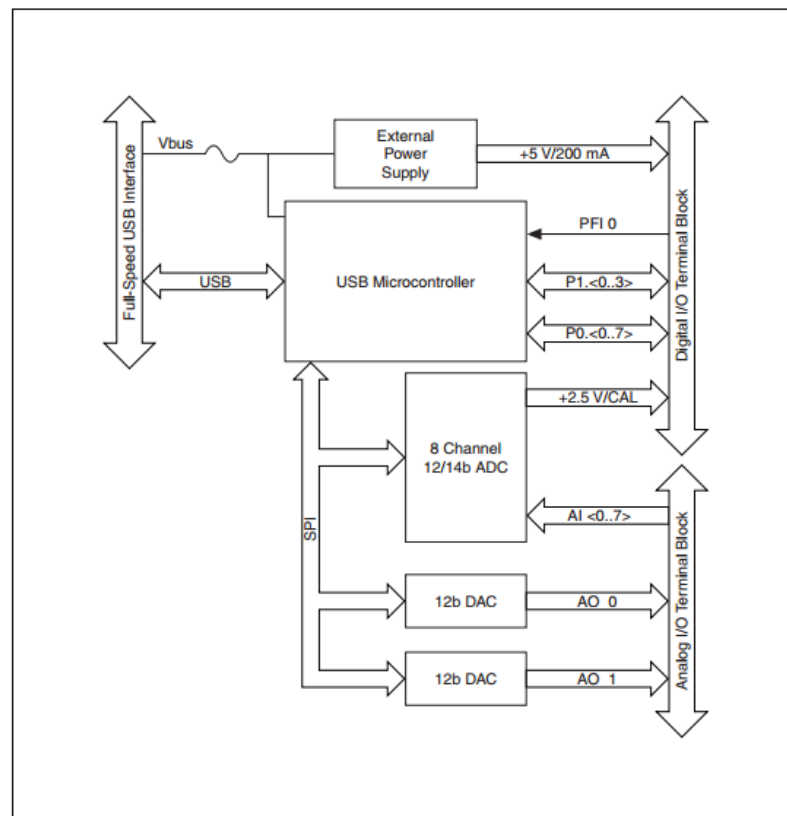 Full-Speed USB Interface
Vbus
External
Power
Supply
+5 V/200 mA
Digital I/O Terminal Block
PFI 0
USB
USB Microcontroller
P1.<0..3>
P0.<0..7>
+2.5 V/CAL
8 Channel
12/14b ADC
SPI
AI <0..7>
Analog I/O Terminal Block
12b DAC
AO 0
12b DAC
AO 1